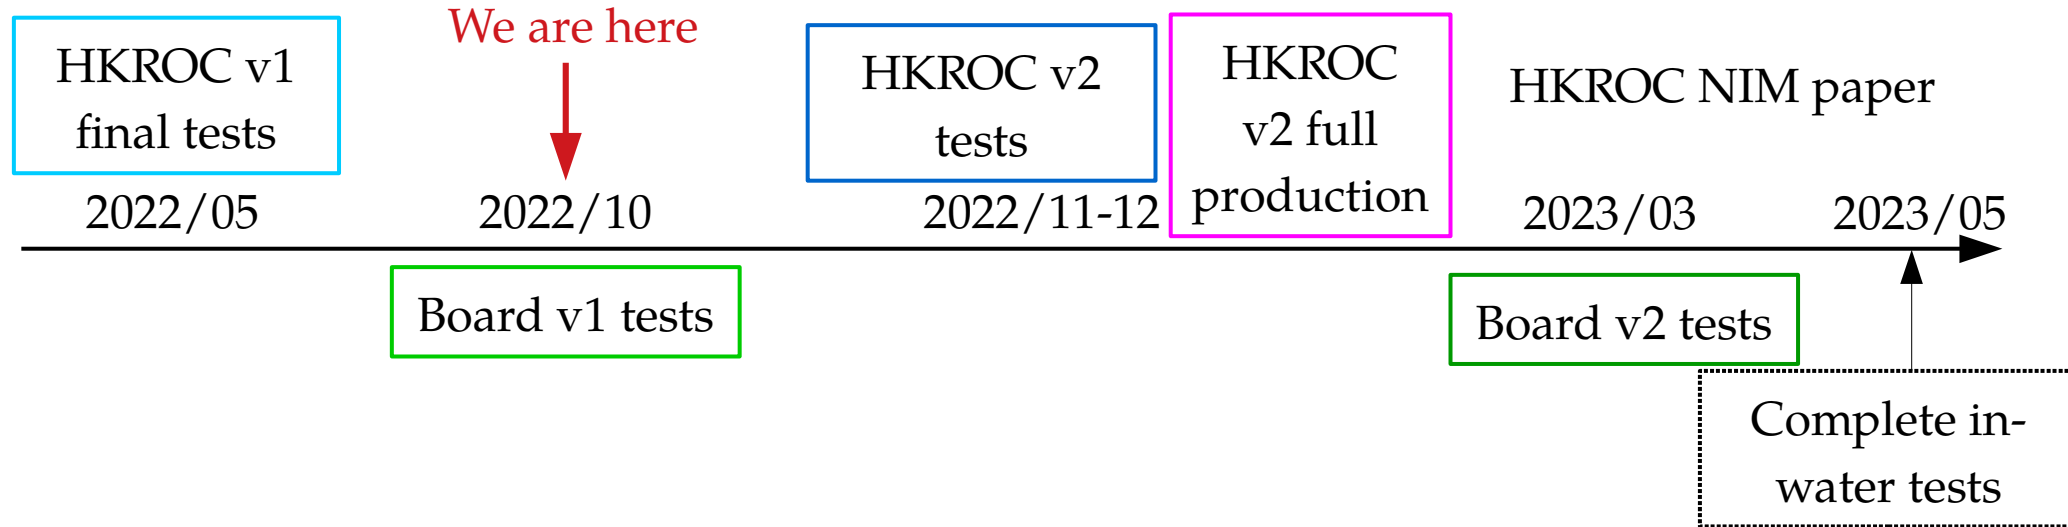 We are here
HKROC v1
final tests
HKROC v2
tests
HKROC
v2 full
production
HKROC NIM paper
2022/05
2022/10
2022/11-12
2023/03
2023/05
Board v1 tests
Board v2 tests
Complete in-
water tests